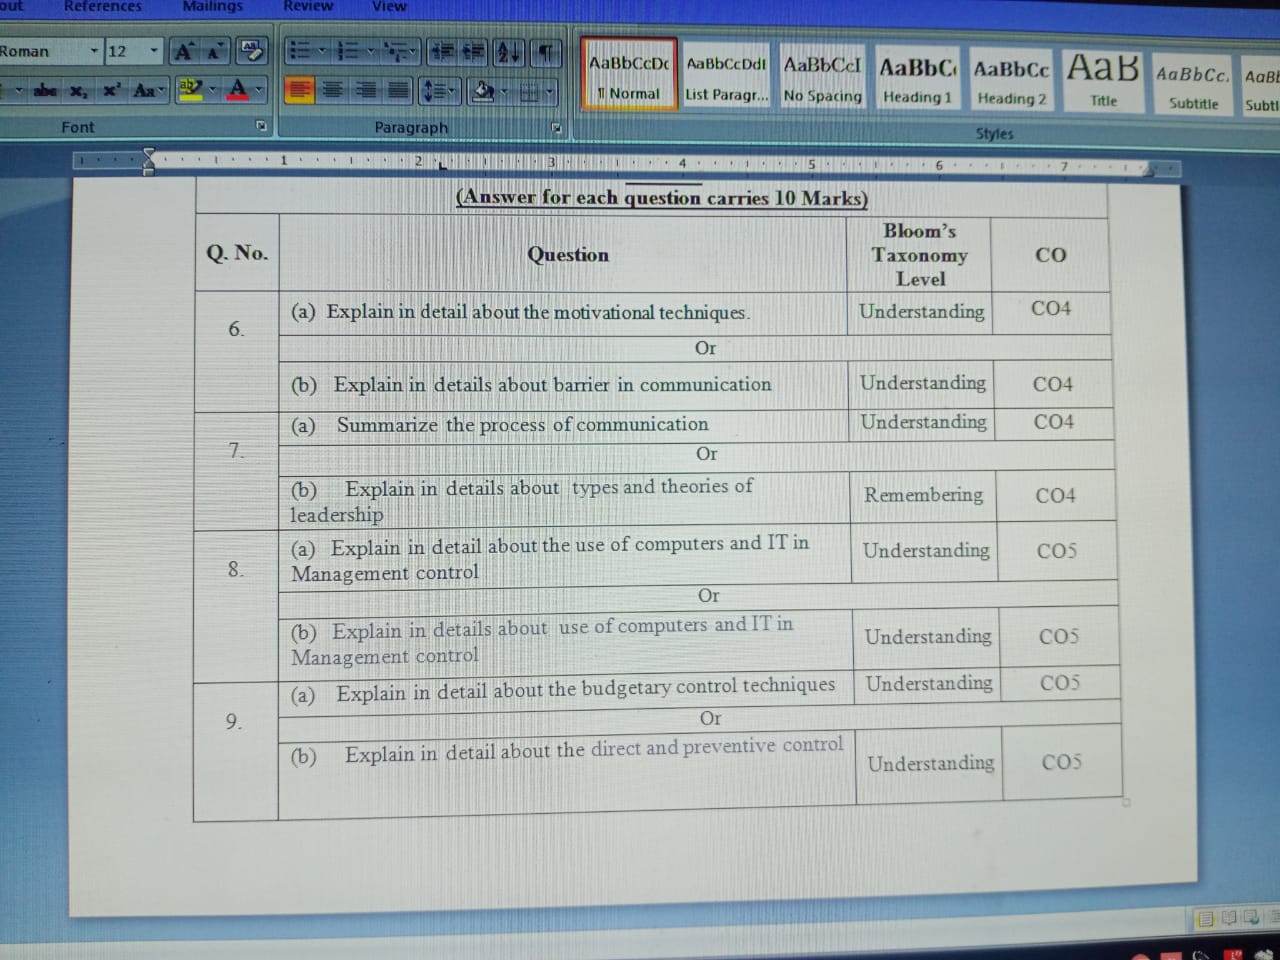 References Mailings Review View
Roman 12
Font Paragraph Styles
AaBbCcDc AaBbCcDdI AaBbCcI AaBbC AaBbCc AaB AaBbCc.
¶ Normal List Paragr... No Spacing Heading 1 Heading 2 Title Subtitle
1 2 3 4 5 6 7
(Answer for each question carries 10 Marks)
Q. No. Question Bloom's Taxonomy Level CO
6.
(a) Explain in detail about the motivational techniques. Understanding CO4
Or
(b) Explain in details about barrier in communication Understanding CO4
7.
(a) Summarize the process of communication Understanding CO4
Or
(b) Explain in details about types and theories of
leadership Remembering CO4
8.
(a) Explain in detail about the use of computers and IT in
Management control Understanding CO5
Or
(b) Explain in details about use of computers and IT in
Management control Understanding CO5
9.
(a) Explain in detail about the budgetary control techniques Understanding CO5
Or
(b) Explain in detail about the direct and preventive control Understanding CO5